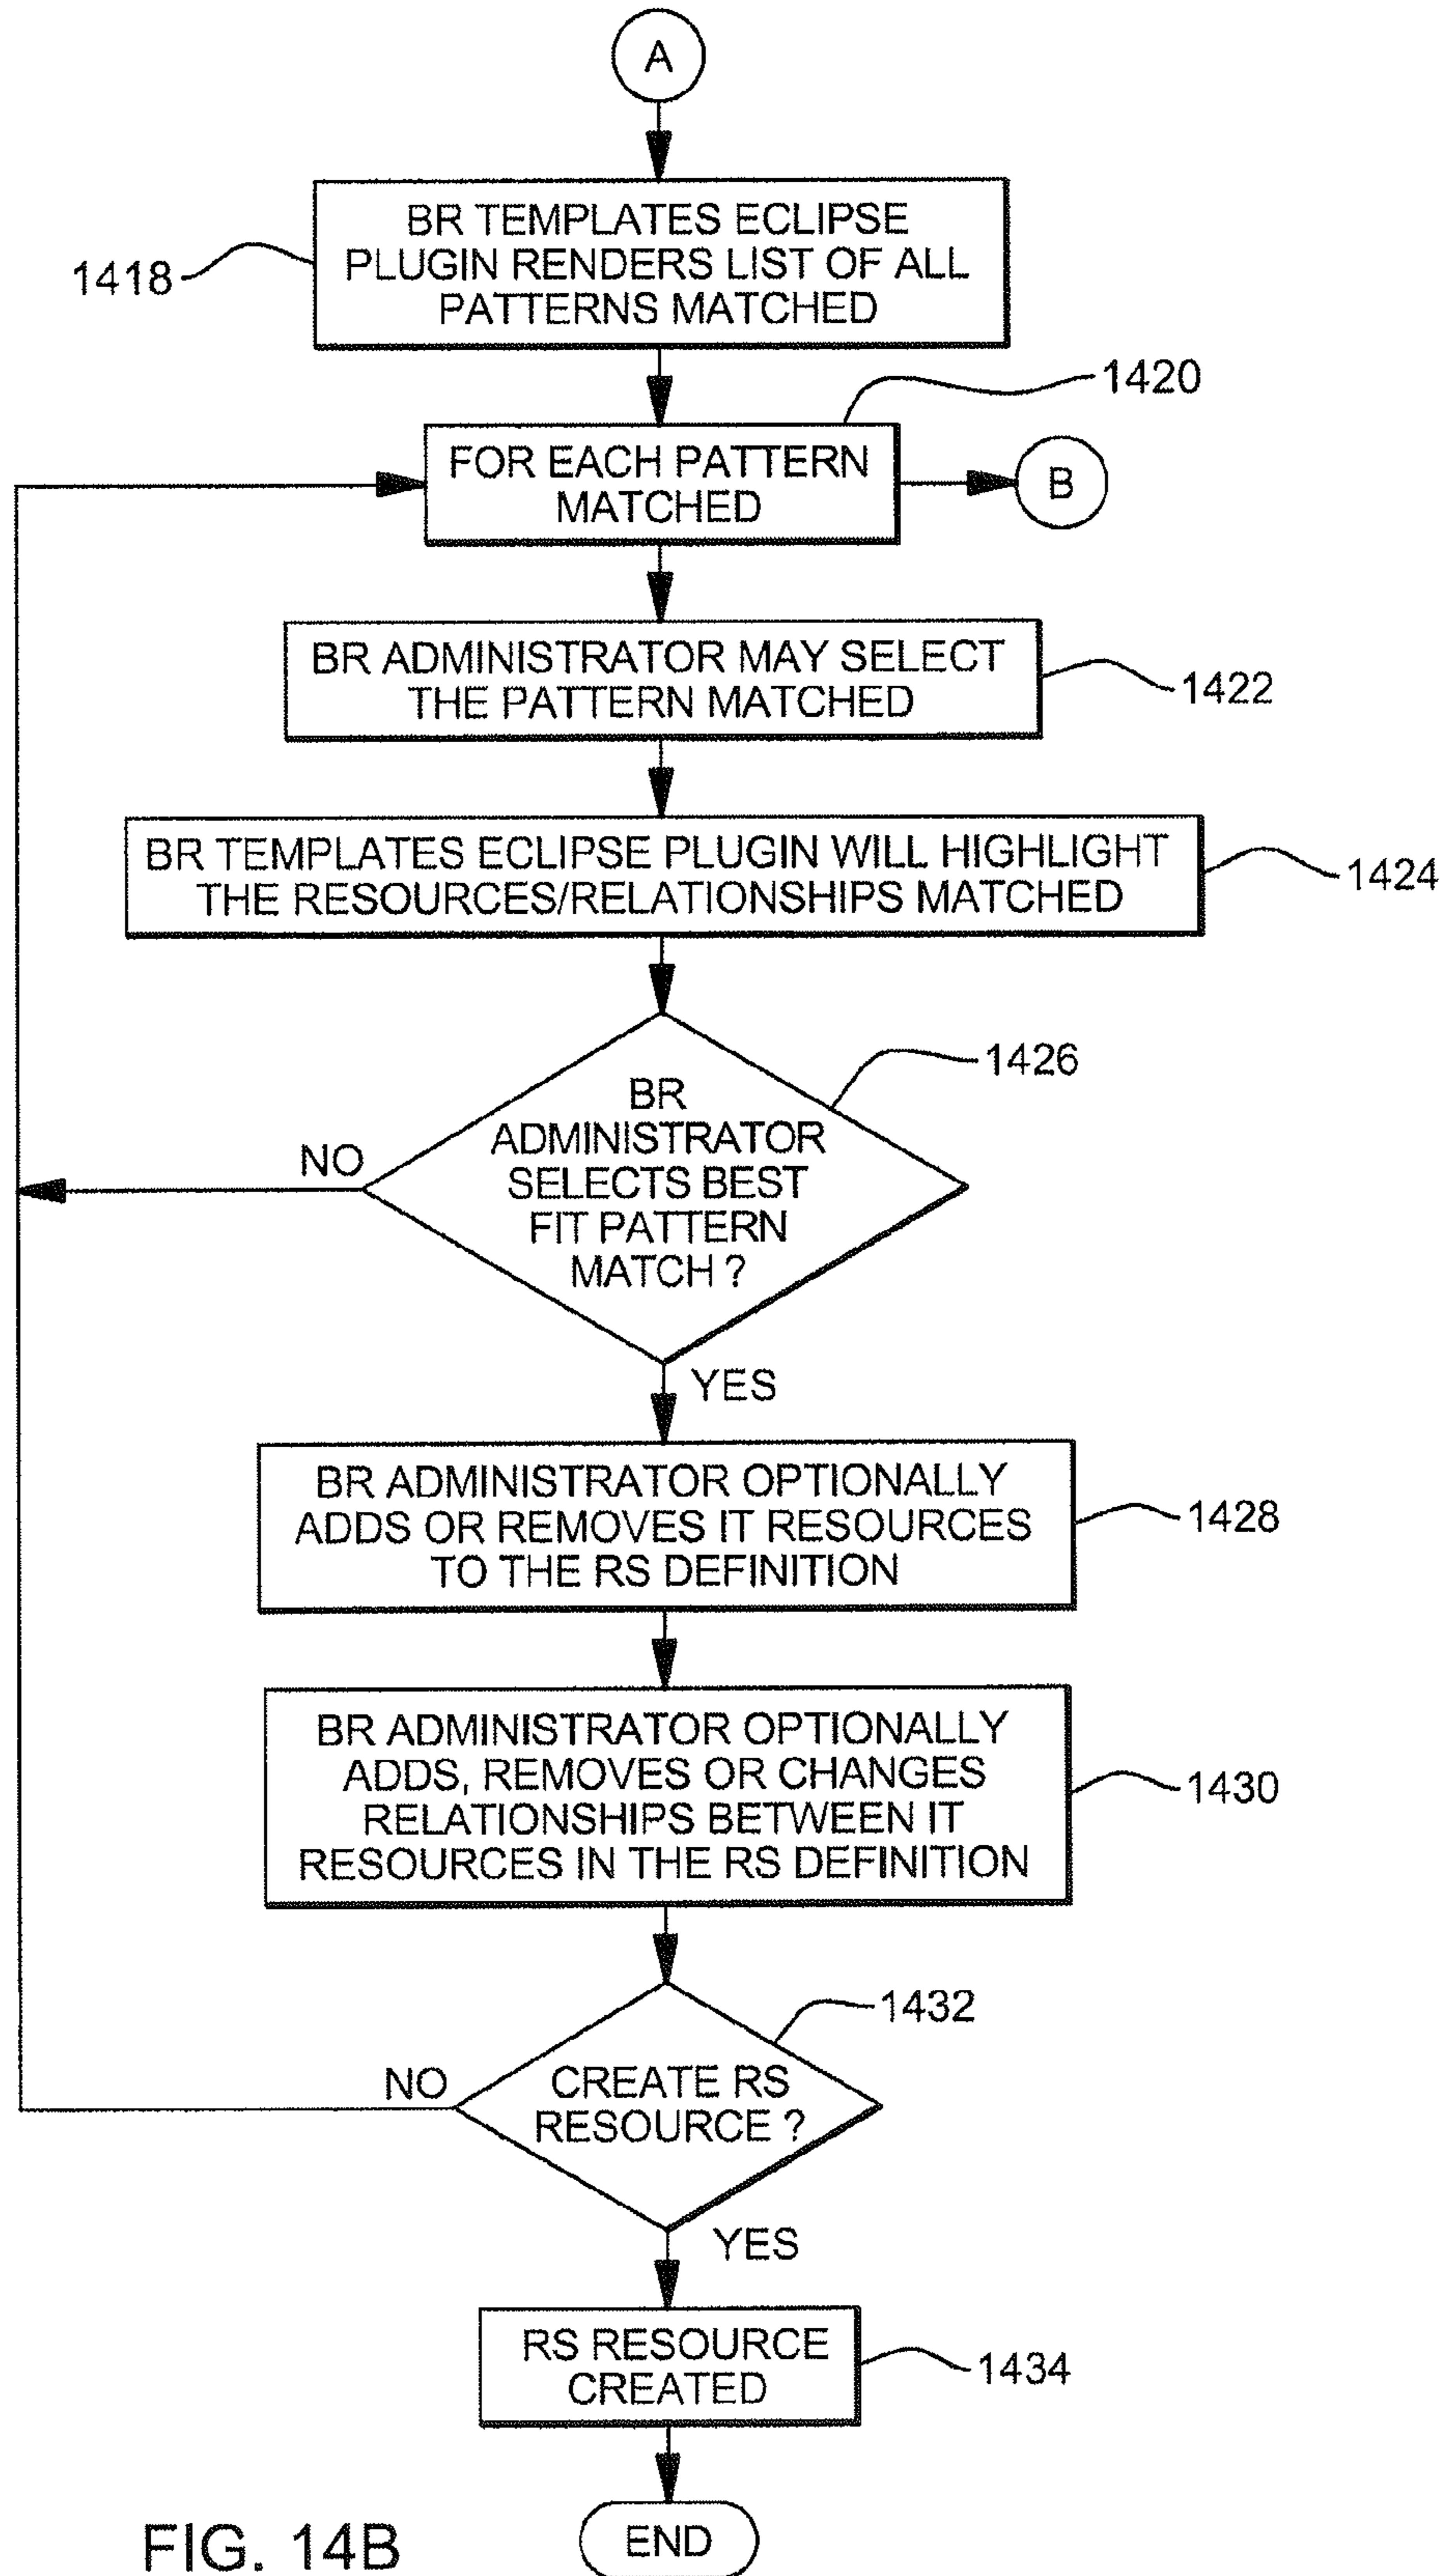 A
BR TEMPLATES ECLIPSE
PLUGIN RENDERS LIST OF ALL
PATTERNS MATCHED
1418
1420
FOR EACH PATTERN
MATCHED
B
BR ADMINISTRATOR MAY SELECT
THE PATTERN MATCHED
1422
BR TEMPLATES ECLIPSE PLUGIN WILL HIGHLIGHT
THE RESOURCES/RELATIONSHIPS MATCHED
1424
1426
BR
ADMINISTRATOR
SELECTS BEST
FIT PATTERN
MATCH ?
NO
YES
BR ADMINISTRATOR OPTIONALLY
ADDS OR REMOVES IT RESOURCES
TO THE RS DEFINITION
1428
BR ADMINISTRATOR OPTIONALLY
ADDS, REMOVES OR CHANGES
RELATIONSHIPS BETWEEN IT
RESOURCES IN THE RS DEFINITION
1430
1432
CREATE RS
RESOURCE ?
NO
YES
RS RESOURCE
CREATED
1434
END
FIG. 14B